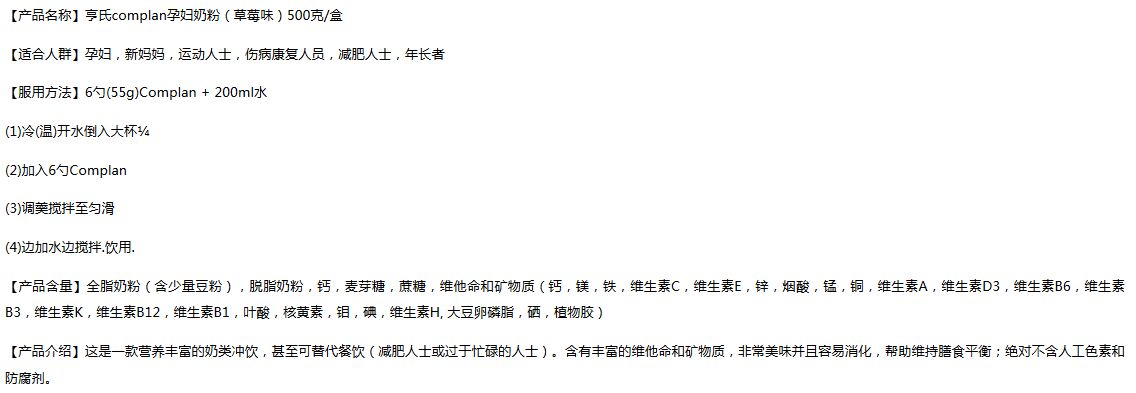 【产品名称】亨氏complan孕妇奶粉（草莓味）500克/盒
【适合人群】孕妇，新妈妈，运动人士，伤病康复人员，减肥人士，年长者
【服用方法】6勺(55g)Complan + 200ml水
(1)冷(温)开水倒入大杯¼
(2)加入6勺Complan
(3)调羹搅拌至匀滑
(4)边加水边搅拌.饮用.
【产品含量】全脂奶粉（含少量豆粉），脱脂奶粉，钙，麦芽糖，蔗糖，维他命和矿物质（钙，镁，铁，维生素C，维生素E，锌，烟酸，锰，铜，维生素A，维生素D3，维生素B6，维生素
B3，维生素K，维生素B12，维生素B1，叶酸，核黄素，钼，碘，维生素H, 大豆卵磷脂，硒，植物胶）
【产品介绍】这是一款营养丰富的奶类冲饮，甚至可替代餐饮（减肥人士或过于忙碌的人士）。含有丰富的维他命和矿物质，非常美味并且容易消化，帮助维持膳食平衡；绝对不含人工色素和
防腐剂。